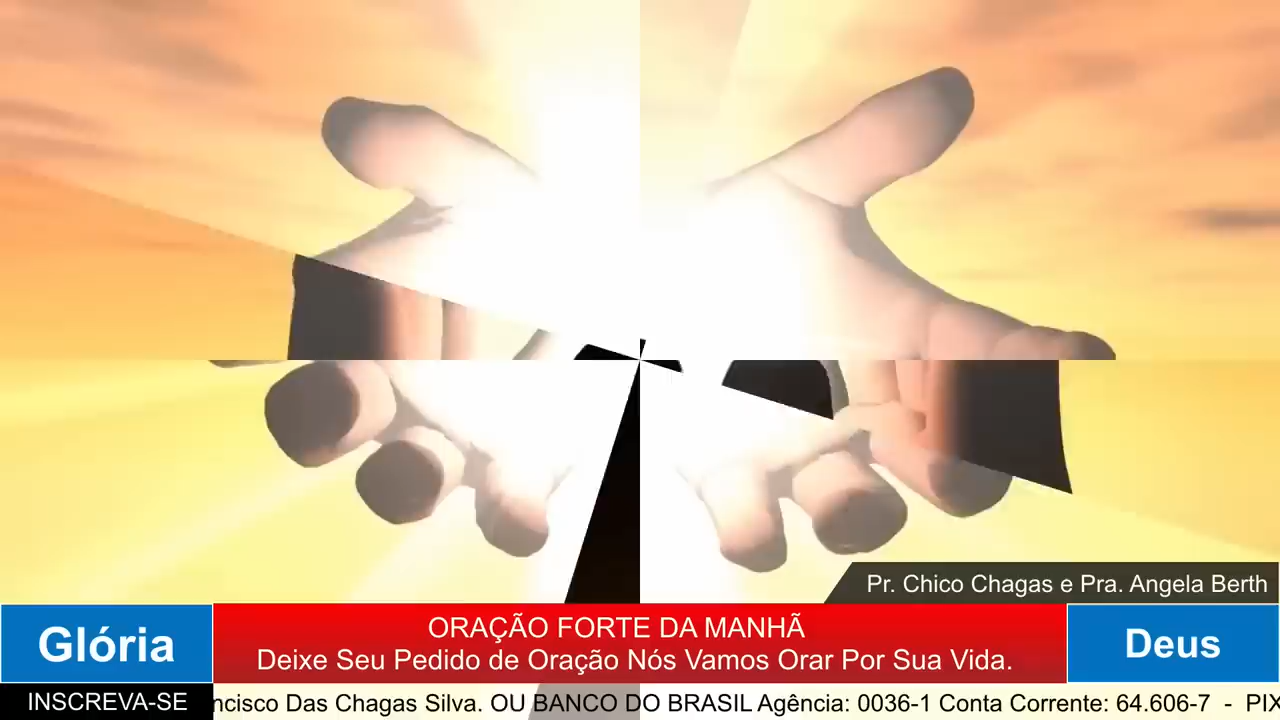 Pr. Chico Chagas e Pra. Angela Berth
Glória
ORAÇÃO FORTE DA MANHÃ
Deixe Seu Pedido de Oração Nós Vamos Orar Por Sua Vida.
Deus
INSCREVA-SE
Das Chagas Silva. OU BANCO DO BRASIL Agência: 0036-1 Conta Corrente: 64.606-7 - PIX